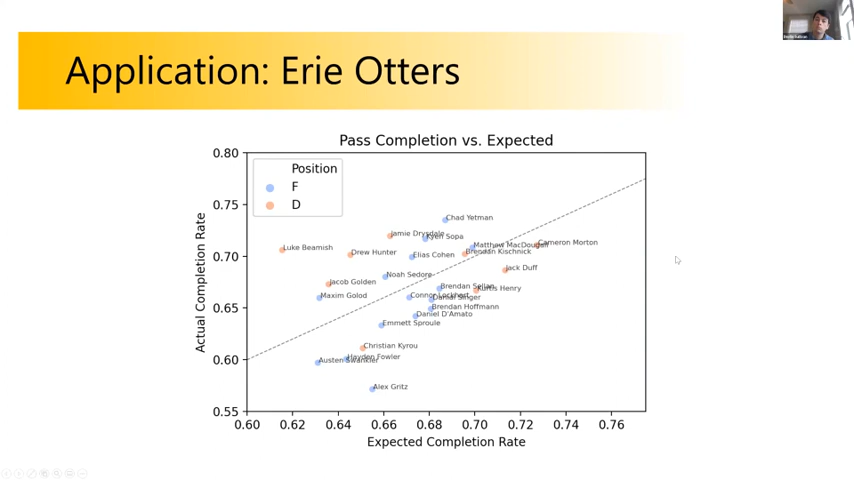 Application: Erie Otters
Pass Completion vs. Expected
Position
F
D
Actual Completion Rate
0.80
0.75
0.70
0.65
0.60
0.55
Chad Yetman
Jamie Drysdale
Kyen Sopa
Luke Beamish
Drew Hunter
Elias Cohen
Matthew MacDougall
Cameron Morton
Brendan Kischnick
Jack Duff
Noah Sedore
Jacob Golden
Maxim Golod
Brendan Sellan
Kurtis Henry
Connor Lockhart
Daniel Singer
Brendan Hoffmann
Daniel D'Amato
Emmett Sproule
Christian Kyrou
Hayden Fowler
Austen Swankler
Alex Gritz
0.60 0.62 0.64 0.66 0.68 0.70 0.72 0.74 0.76
Expected Completion Rate